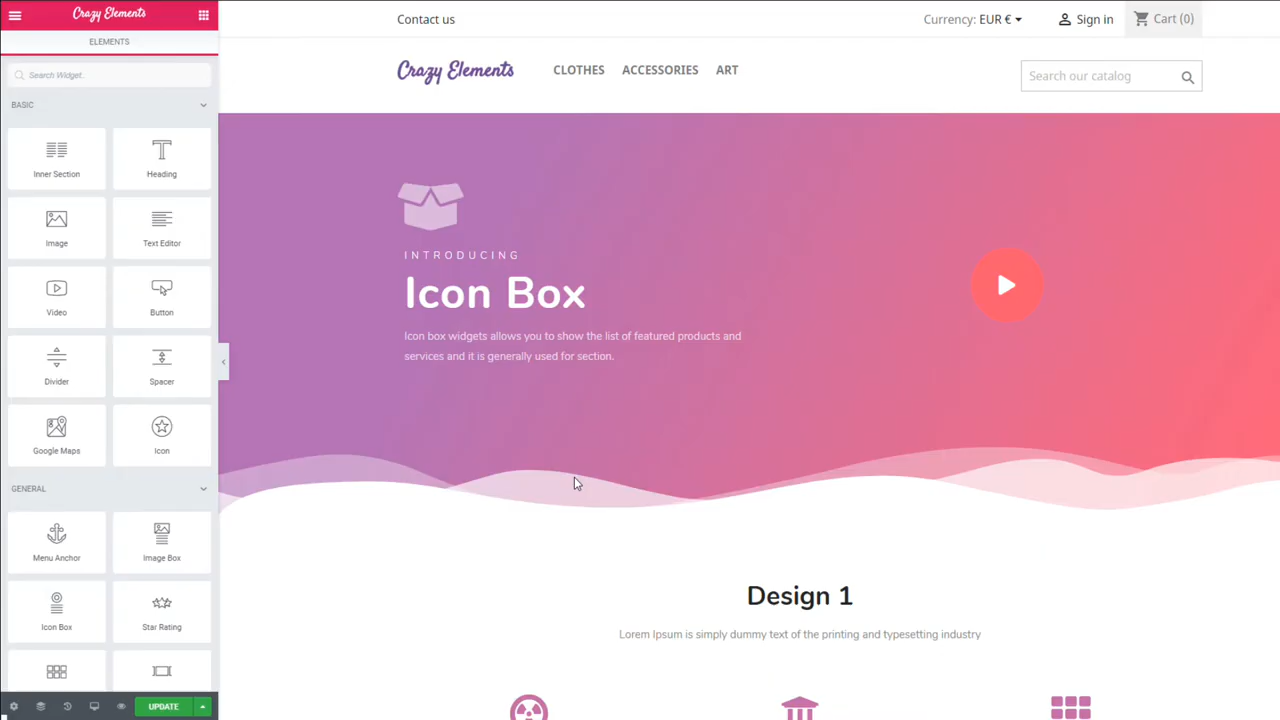 Crazy Elements
ELEMENTS
Search Widget..
BASIC
Inner Section
Heading
Image
Text Editor
Video
Button
Divider
Spacer
Google Maps
Icon
GENERAL
Menu Anchor
Image Box
Icon Box
Star Rating
UPDATE
Contact us
Currency: EUR €
Sign in
Cart (0)
Crazy Elements
CLOTHES
ACCESSORIES
ART
Search our catalog
INTRODUCING
Icon Box
Icon box widgets allows you to show the list of featured products and
services and it is generally used for section.
Design 1
Lorem Ipsum is simply dummy text of the printing and typesetting industry